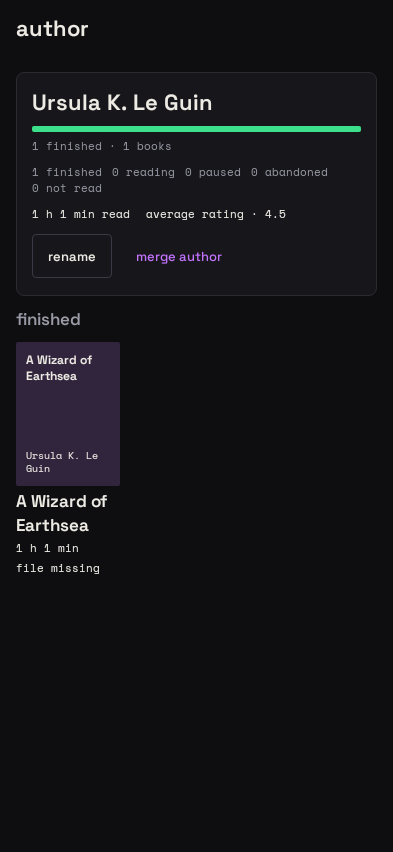 author
Ursula K. Le Guin
1 finished · 1 books
1 finished 0 reading 0 paused 0 abandoned
0 not read
1 h 1 min read average rating · 4.5
rename merge author
finished
A Wizard of
Earthsea
Ursula K. Le
Guin
A Wizard of
Earthsea
1 h 1 min
file missing